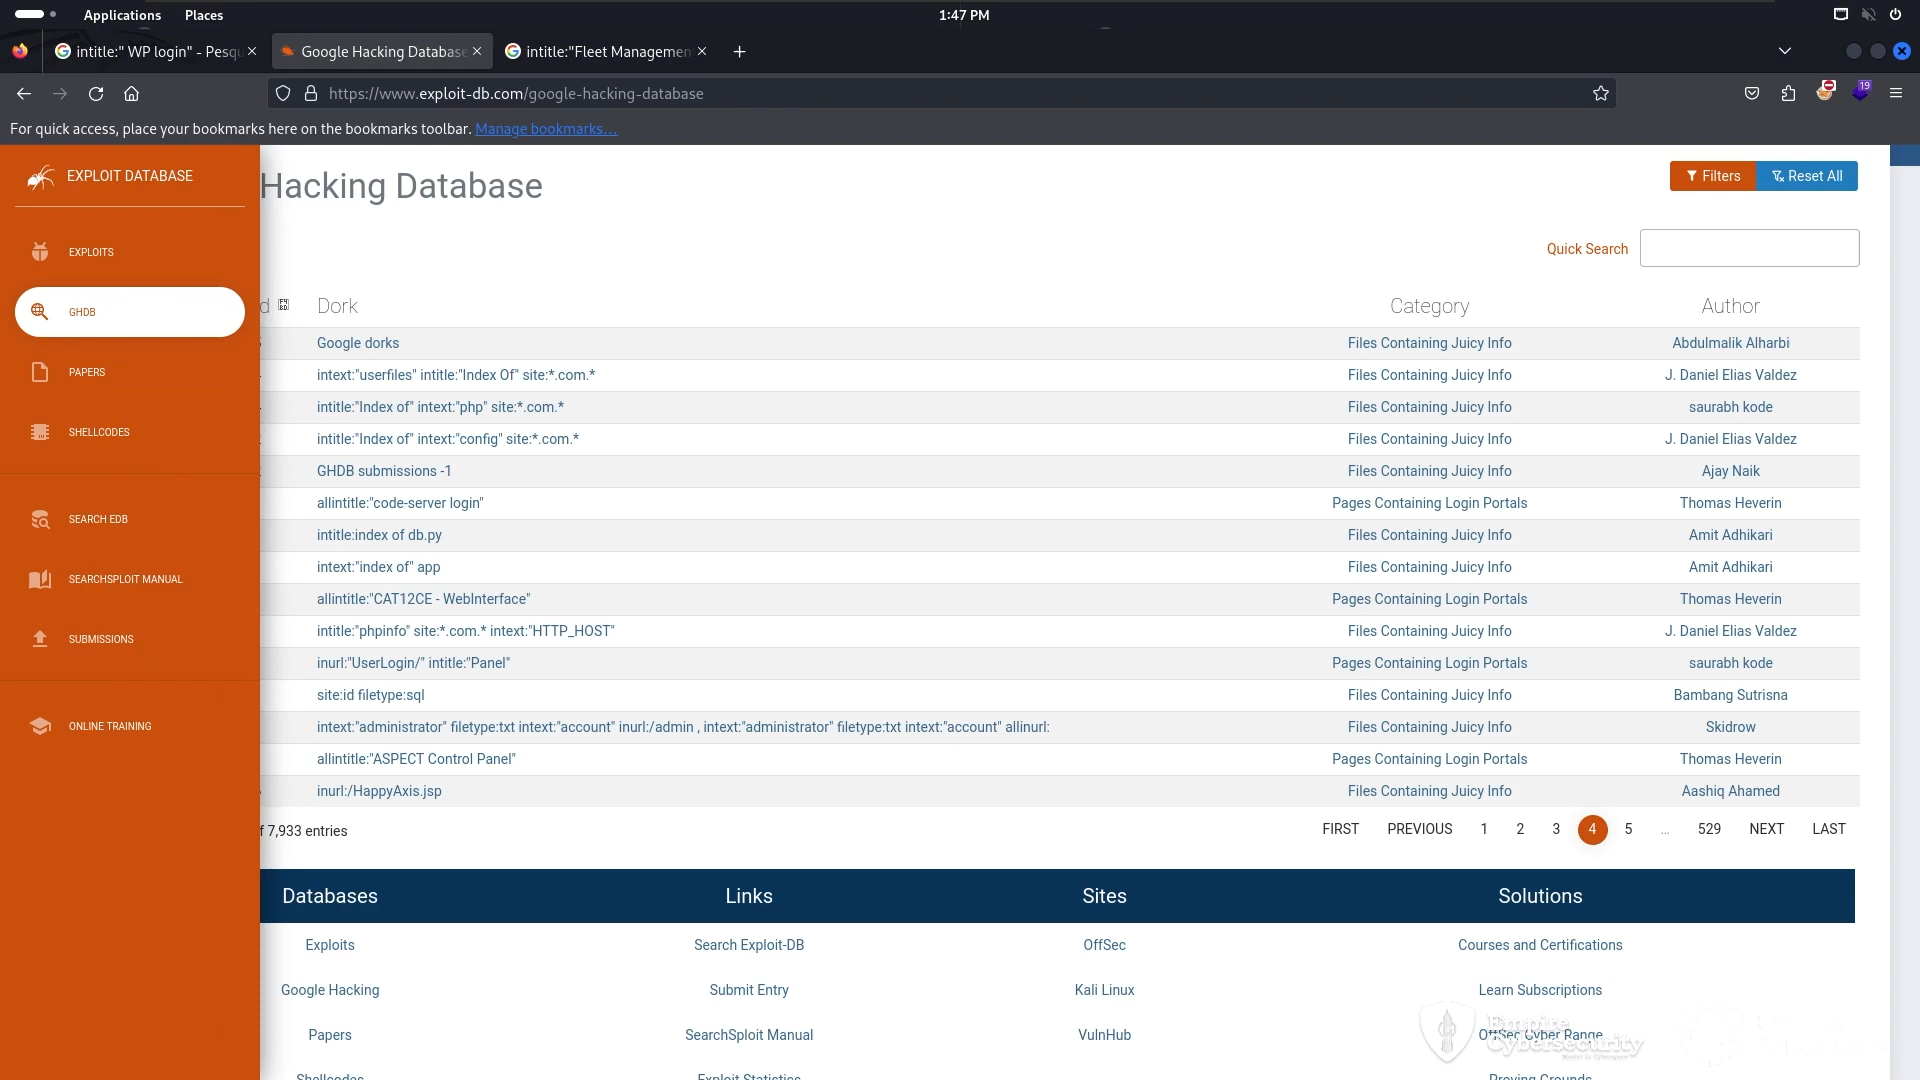 Applications Places 1:47 PM
intitle:" WP login" - Pesqu Google Hacking Database intitle:"Fleet Managemen
https://www.exploit-db.com/google-hacking-database 19
For quick access, place your bookmarks here on the bookmarks toolbar. Manage bookmarks...
EXPLOIT DATABASE
EXPLOITS
GHDB
PAPERS
SHELLCODES
SEARCH EDB
SEARCHSPLOIT MANUAL
SUBMISSIONS
ONLINE TRAINING
Hacking Database
Filters Reset All
Quick Search
d Dork Category Author
Google dorks Files Containing Juicy Info Abdulmalik Alharbi
intext:"userfiles" intitle:"Index Of" site:*.com.* Files Containing Juicy Info J. Daniel Elias Valdez
intitle:"Index of" intext:"php" site:*.com.* Files Containing Juicy Info saurabh kode
intitle:"Index of" intext:"config" site:*.com.* Files Containing Juicy Info J. Daniel Elias Valdez
GHDB submissions -1 Files Containing Juicy Info Ajay Naik
allintitle:"code-server login" Pages Containing Login Portals Thomas Heverin
intitle:index of db.py Files Containing Juicy Info Amit Adhikari
intext:"index of" app Files Containing Juicy Info Amit Adhikari
allintitle:"CAT12CE - WebInterface" Pages Containing Login Portals Thomas Heverin
intitle:"phpinfo" site:*.com.* intext:"HTTP_HOST" Files Containing Juicy Info J. Daniel Elias Valdez
inurl:"UserLogin/" intitle:"Panel" Pages Containing Login Portals saurabh kode
site:id filetype:sql Files Containing Juicy Info Bambang Sutrisna
intext:"administrator" filetype:txt intext:"account" inurl:/admin , intext:"administrator" filetype:txt intext:"account" allinurl: Files Containing Juicy Info Skidrow
allintitle:"ASPECT Control Panel" Pages Containing Login Portals Thomas Heverin
inurl:/HappyAxis.jsp Files Containing Juicy Info Aashiq Ahamed
f 7,933 entries FIRST PREVIOUS 1 2 3 4 5 … 529 NEXT LAST
Databases Links Sites Solutions
Exploits Search Exploit-DB OffSec Courses and Certifications
Google Hacking Submit Entry Kali Linux Learn Subscriptions
Papers SearchSploit Manual VulnHub OffSec Cyber Range
Shellcodes Exploit Statistics Proving Grounds
Empire
Cybersecurity